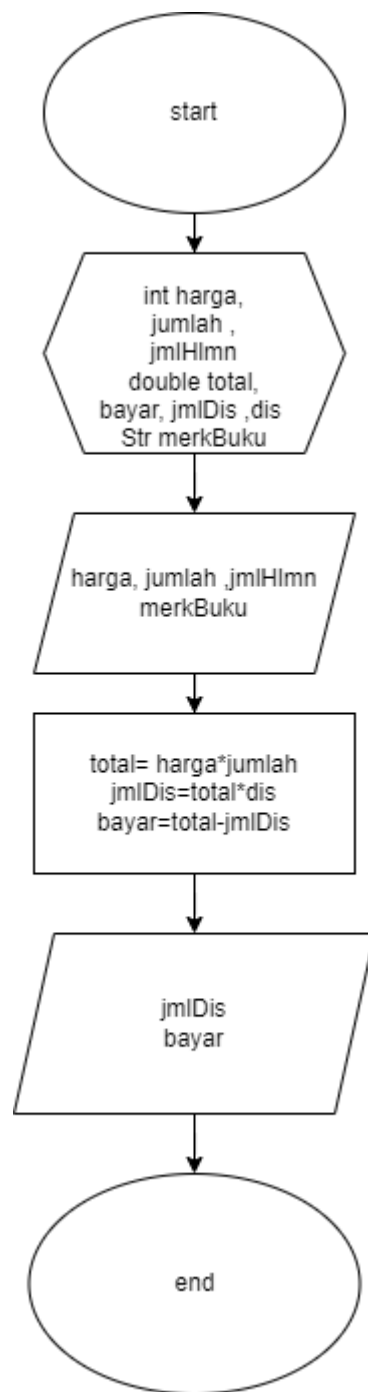 start
int harga,
jumlah ,
jmlHlmn
double total,
bayar, jmlDis ,dis
Str merkBuku
harga, jumlah ,jmlHlmn
merkBuku
total= harga*jumlah
jmlDis=total*dis
bayar=total-jmlDis
jmlDis
bayar
end